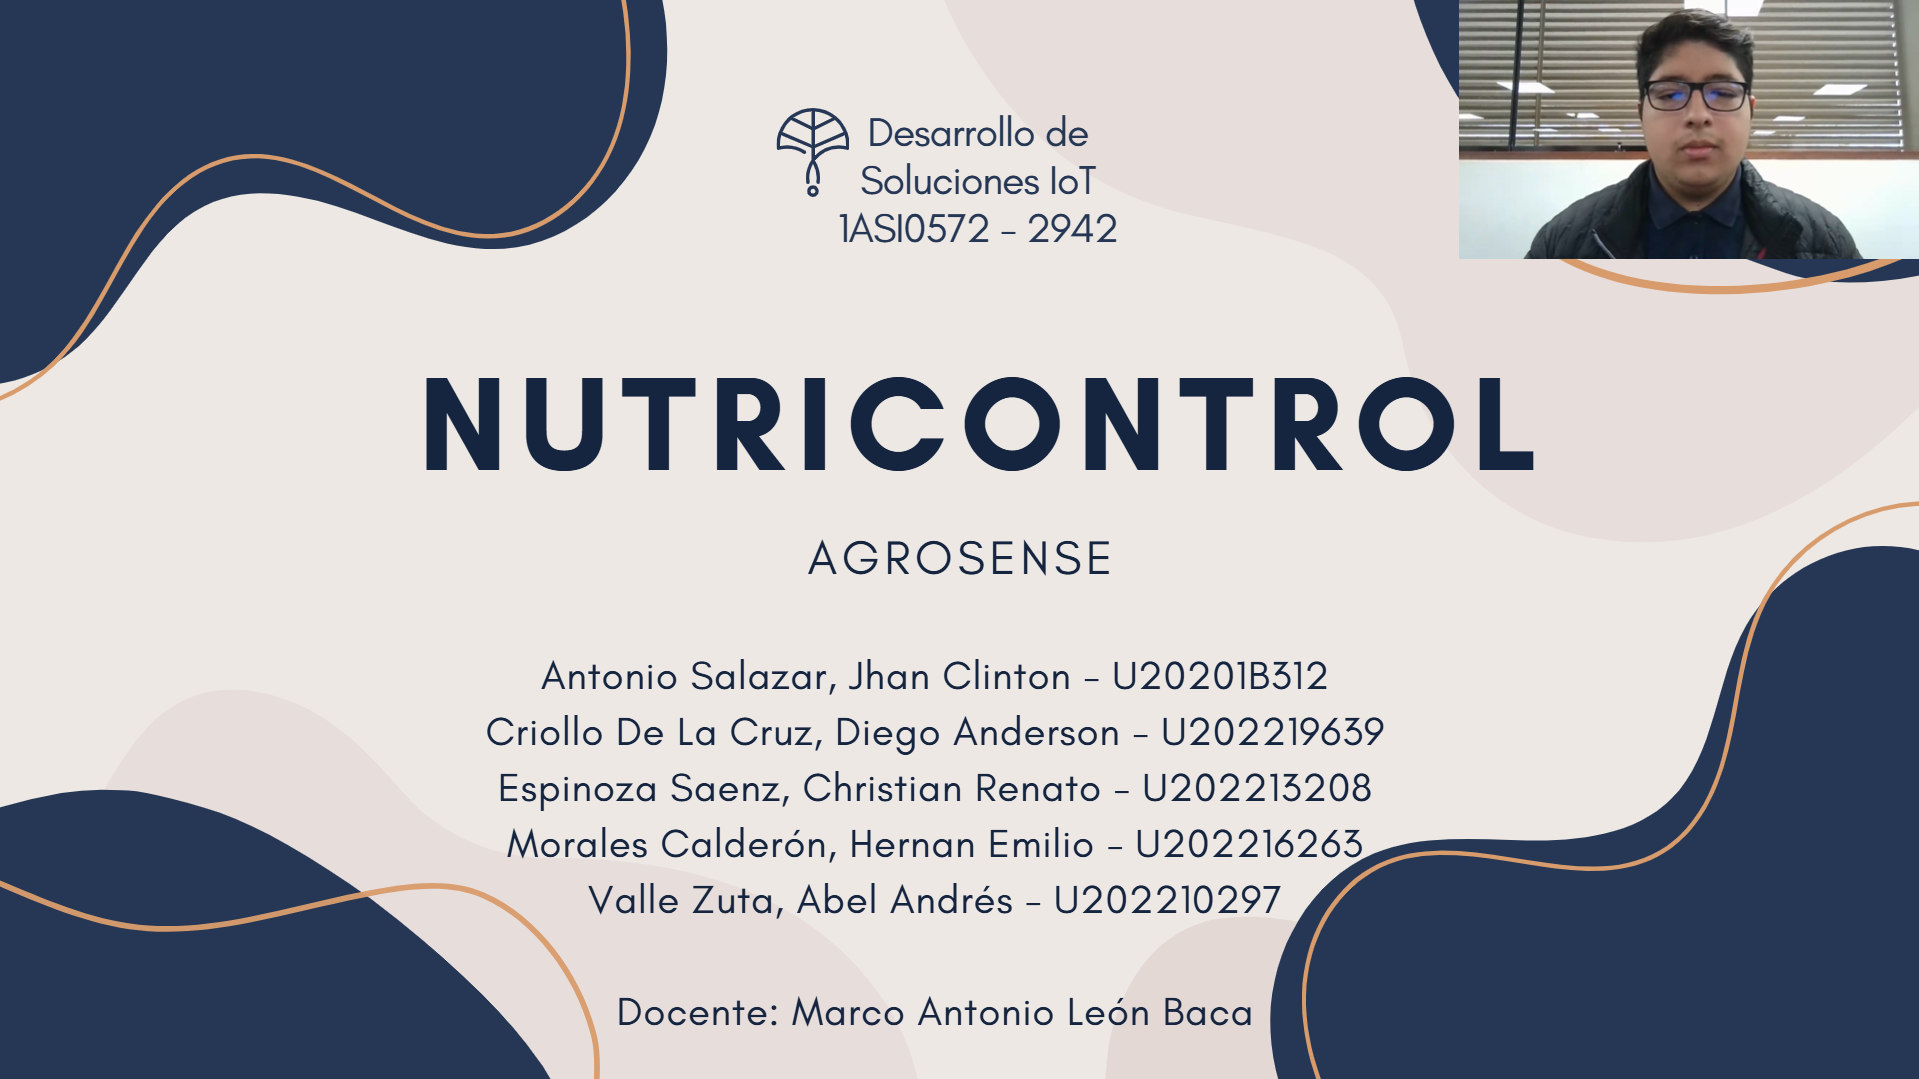 Desarrollo de
Soluciones IoT
1ASI0572 - 2942
NUTRICONTROL
AGROSENSE
Antonio Salazar, Jhan Clinton - U20201B312
Criollo De La Cruz, Diego Anderson - U202219639
Espinoza Saenz, Christian Renato - U202213208
Morales Calderón, Hernan Emilio - U202216263
Valle Zuta, Abel Andrés - U202210297
Docente: Marco Antonio León Baca